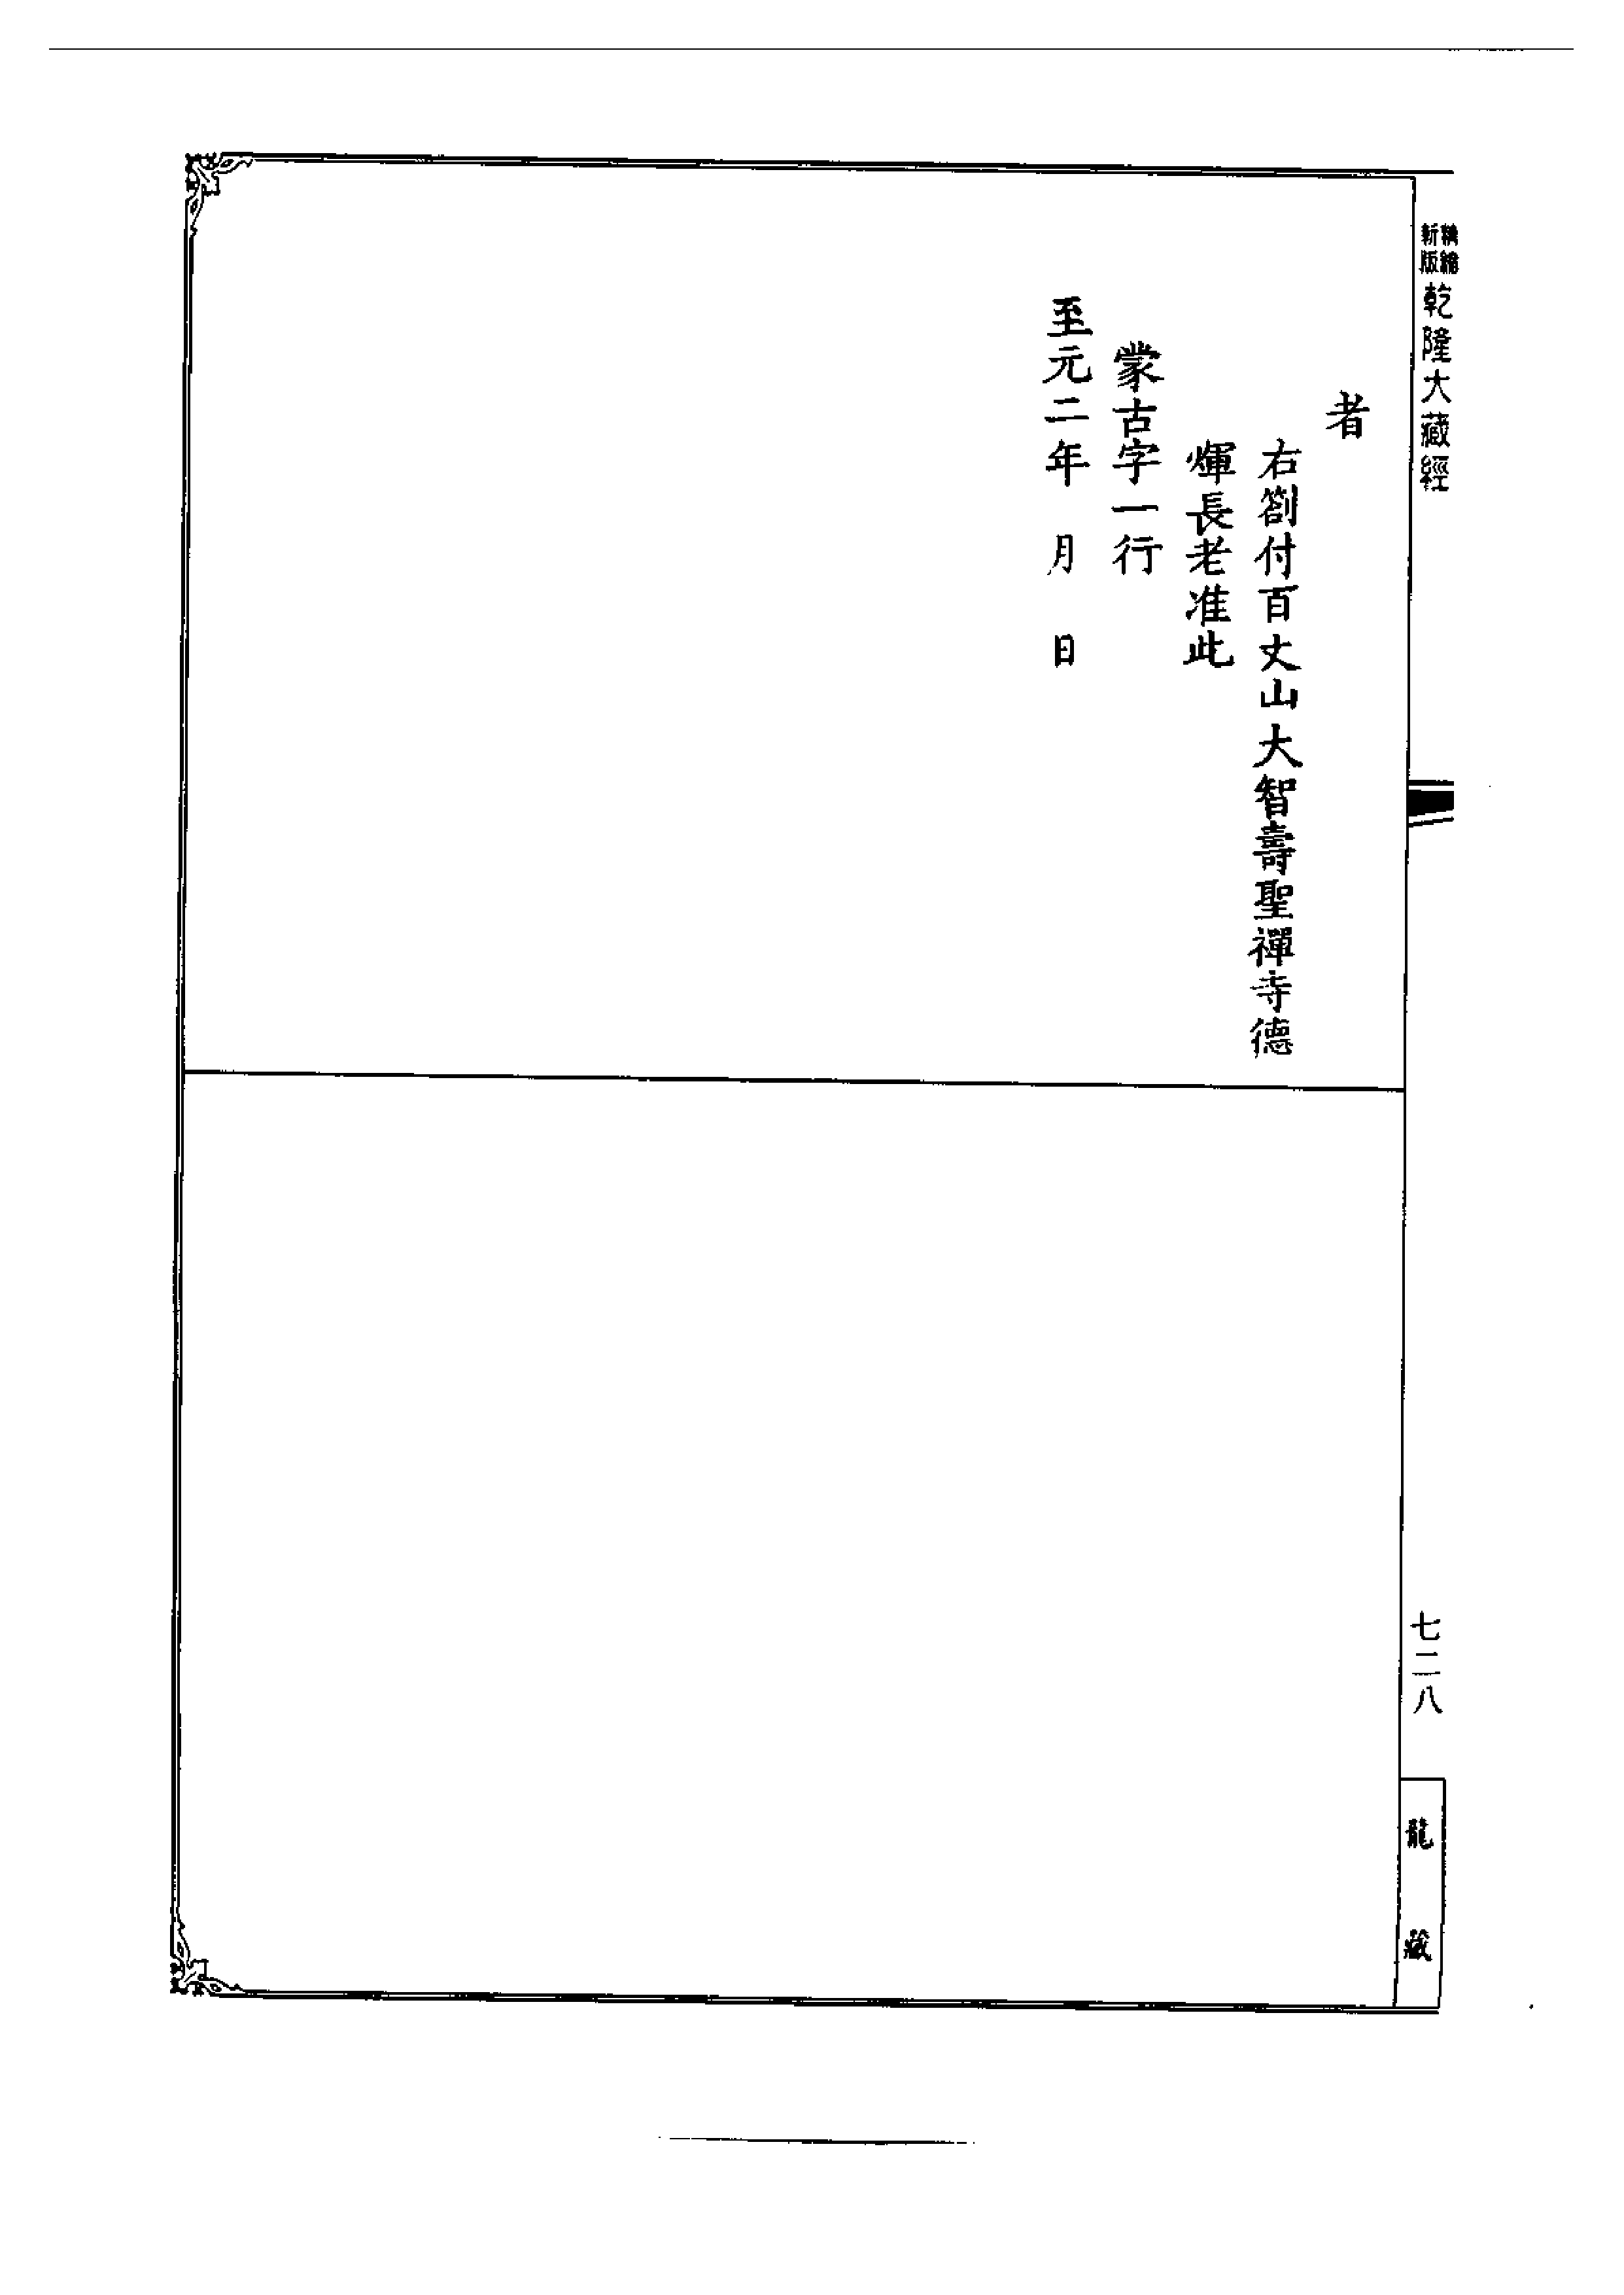 新版精縮乾隆大藏經
者
右劄付百丈山大智壽聖禪寺德
煇長老准此
蒙古字一行
至元二年　月　日
七二八
龍藏